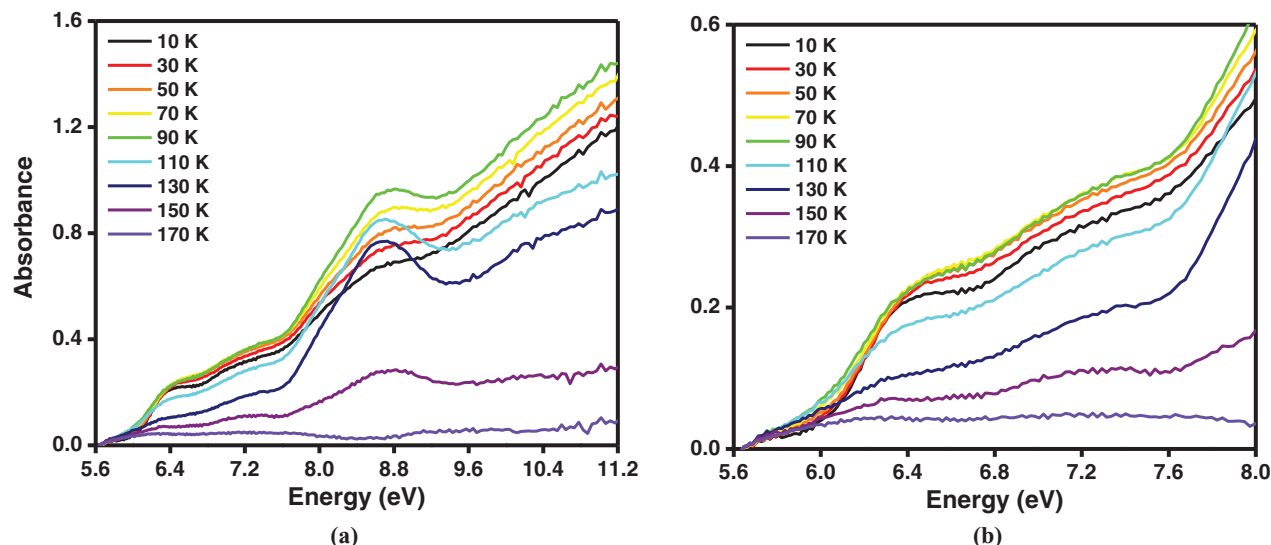 1.6
1.2
0.8
0.4
0.0
Absorbance
10 K
30 K
50 K
70 K
90 K
110 K
130 K
150 K
170 K
5.6 6.4 7.2 8.0 8.8 9.6 10.4 11.2
Energy (eV)
(a)
0.6
0.4
0.2
0.0
10 K
30 K
50 K
70 K
90 K
110 K
130 K
150 K
170 K
5.6 6.0 6.4 6.8 7.2 7.6 8.0
Energy (eV)
(b)